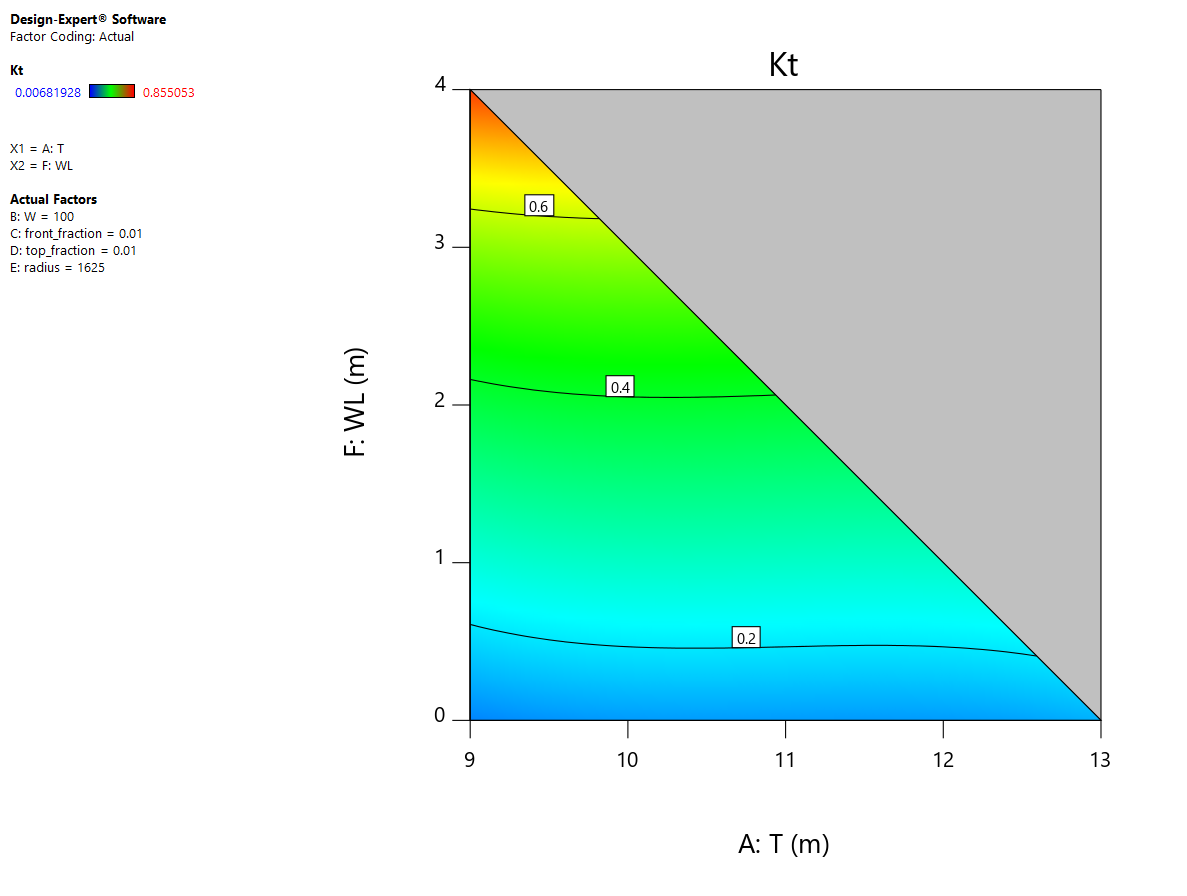 Design-Expert® Software
Factor Coding: Actual
Kt
0.00681928 0.855053
X1 = A: T
X2 = F: WL
Actual Factors
B: W = 100
C: front_fraction = 0.01
D: top_fraction = 0.01
E: radius = 1625
Kt
4
3
2
1
0
F: WL (m)
0.6
0.4
0.2
9 10 11 12 13
A: T (m)